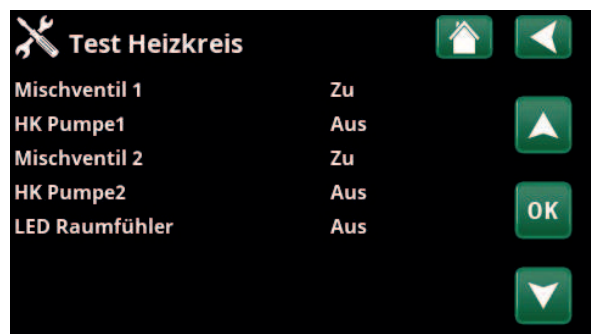 Test Heizkreis
Mischventil 1 Zu
HK Pumpe1 Aus
Mischventil 2 Zu
HK Pumpe2 Aus
OK
LED Raumfühler Aus